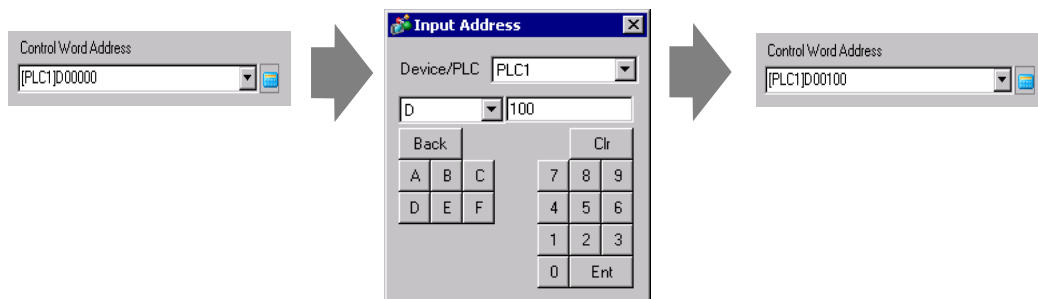 Control Word Address
[PLC1]D00000
Input Address
Device/PLC PLC1
D 100
Back Clr
A B C 7 8 9
D E F 4 5 6
1 2 3
0 Ent
Control Word Address
[PLC1]D00100